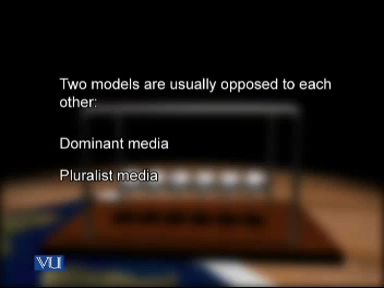 Two models are usually opposed to each
other:
Dominant media
Pluralist media
VU